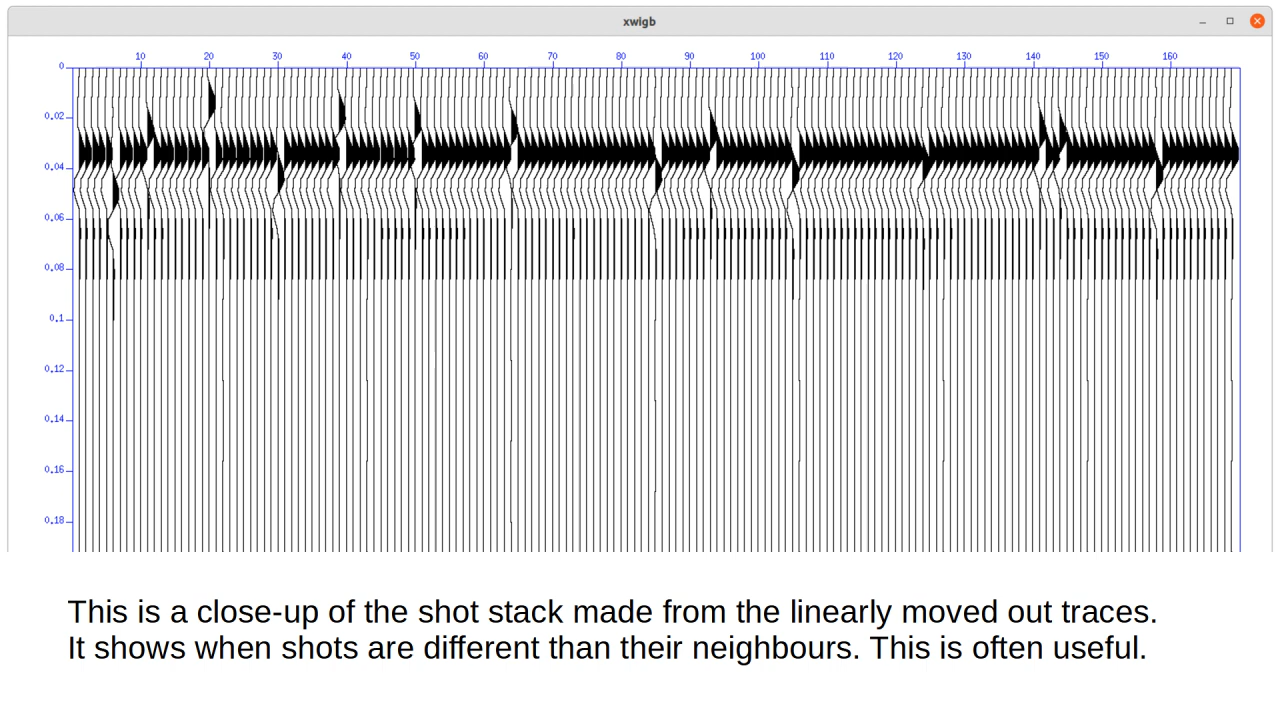 xwigb
10 20 30 40 50 60 70 80 90 100 110 120 130 140 150 160
0
0.02
0.04
0.06
0.08
0.1
0.12
0.14
0.16
0.18
This is a close-up of the shot stack made from the linearly moved out traces.
It shows when shots are different than their neighbours. This is often useful.